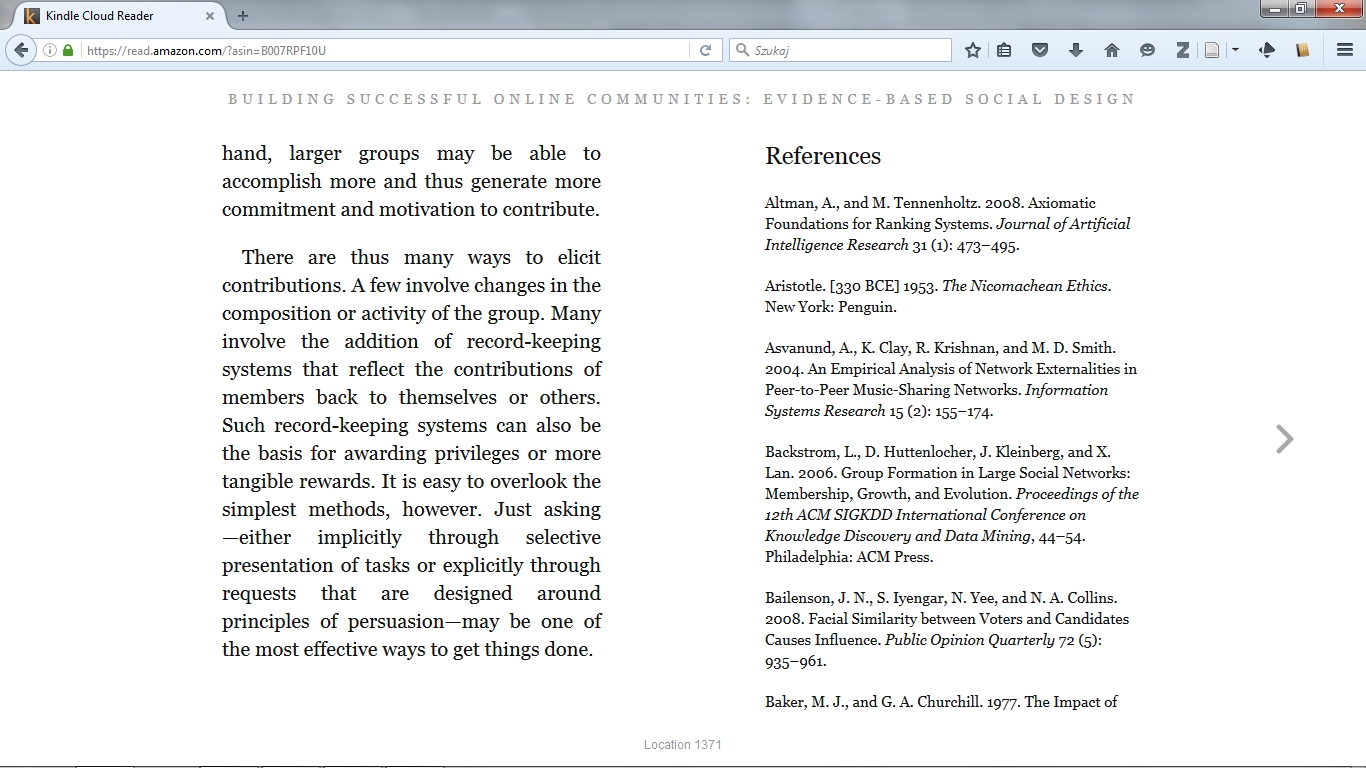 Kindle Cloud Reader
https://read.amazon.com/?asin=B007RPF10U
Szukaj
BUILDING SUCCESSFUL ONLINE COMMUNITIES: EVIDENCE-BASED SOCIAL DESIGN
hand, larger groups may be able to
accomplish more and thus generate more
commitment and motivation to contribute.
There are thus many ways to elicit
contributions. A few involve changes in the
composition or activity of the group. Many
involve the addition of record-keeping
systems that reflect the contributions of
members back to themselves or others.
Such record-keeping systems can also be
the basis for awarding privileges or more
tangible rewards. It is easy to overlook the
simplest methods, however. Just asking
—either implicitly through selective
presentation of tasks or explicitly through
requests that are designed around
principles of persuasion—may be one of
the most effective ways to get things done.
References
Altman, A., and M. Tennenholtz. 2008. Axiomatic
Foundations for Ranking Systems. Journal of Artificial
Intelligence Research 31 (1): 473–495.
Aristotle. [330 BCE] 1953. The Nicomachean Ethics.
New York: Penguin.
Asvanund, A., K. Clay, R. Krishnan, and M. D. Smith.
2004. An Empirical Analysis of Network Externalities in
Peer-to-Peer Music-Sharing Networks. Information
Systems Research 15 (2): 155–174.
Backstrom, L., D. Huttenlocher, J. Kleinberg, and X.
Lan. 2006. Group Formation in Large Social Networks:
Membership, Growth, and Evolution. Proceedings of the
12th ACM SIGKDD International Conference on
Knowledge Discovery and Data Mining, 44–54.
Philadelphia: ACM Press.
Bailenson, J. N., S. Iyengar, N. Yee, and N. A. Collins.
2008. Facial Similarity between Voters and Candidates
Causes Influence. Public Opinion Quarterly 72 (5):
935–961.
Baker, M. J., and G. A. Churchill. 1977. The Impact of
Location 1371